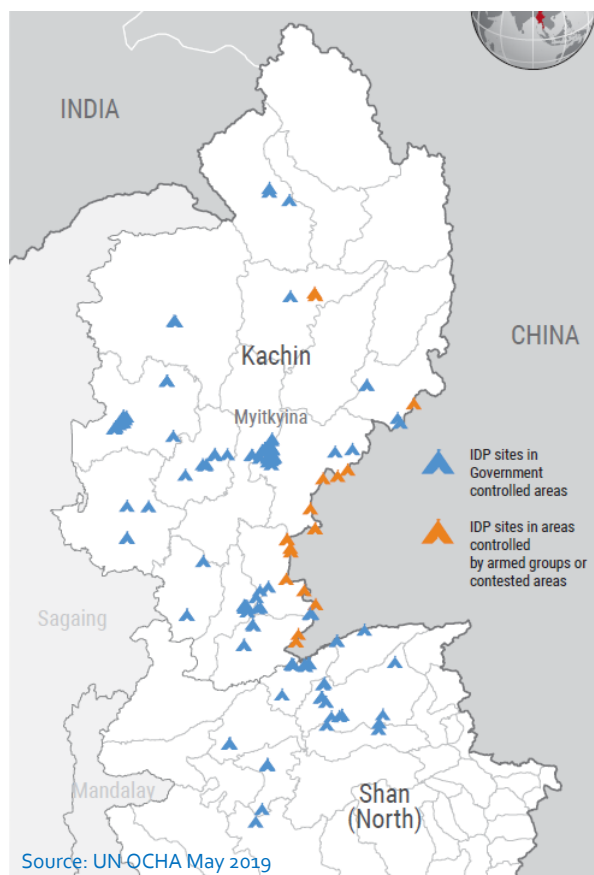 INDIA
CHINA
Kachin
Myitkyina
IDP sites in
Government
controlled areas
IDP sites in areas
controlled
by armed groups or
contested areas
Sagaing
Mandalay
Shan
(North)
Source: UN OCHA May 2019